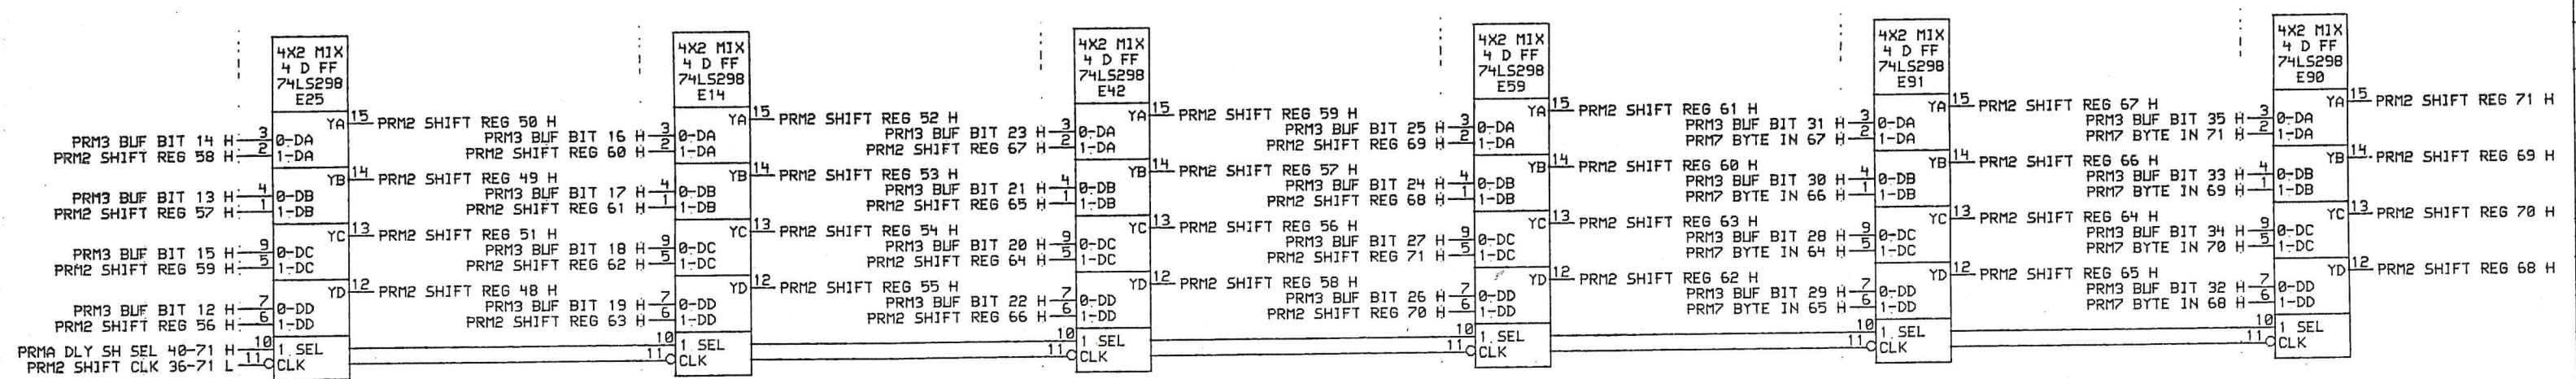 4X2 MIX
4 D FF
74LS298
E25
PRM3 BUF BIT 14 H 3 0-DA YA 15 PRM2 SHIFT REG 50 H
PRM2 SHIFT REG 58 H 2 1-DA
PRM3 BUF BIT 13 H 4 0-DB YB 14 PRM2 SHIFT REG 49 H
PRM2 SHIFT REG 57 H 1 1-DB
PRM3 BUF BIT 15 H 9 0-DC YC 13 PRM2 SHIFT REG 51 H
PRM2 SHIFT REG 59 H 5 1-DC
PRM3 BUF BIT 12 H 7 0-DD YD 12 PRM2 SHIFT REG 48 H
PRM2 SHIFT REG 56 H 6 1-DD
PRMA DLY SH SEL 40-71 H 10 1 SEL
PRM2 SHIFT CLK 36-71 L 11 CLK
4X2 MIX
4 D FF
74LS298
E14
PRM3 BUF BIT 16 H 3 0-DA YA 15 PRM2 SHIFT REG 52 H
PRM2 SHIFT REG 60 H 2 1-DA
PRM3 BUF BIT 17 H 4 0-DB YB 14 PRM2 SHIFT REG 53 H
PRM2 SHIFT REG 61 H 1 1-DB
PRM3 BUF BIT 18 H 9 0-DC YC 13 PRM2 SHIFT REG 54 H
PRM2 SHIFT REG 62 H 5 1-DC
PRM3 BUF BIT 19 H 7 0-DD YD 12 PRM2 SHIFT REG 55 H
PRM2 SHIFT REG 63 H 6 1-DD
10 1 SEL
11 CLK
4X2 MIX
4 D FF
74LS298
E42
PRM3 BUF BIT 23 H 3 0-DA YA 15 PRM2 SHIFT REG 59 H
PRM2 SHIFT REG 67 H 2 1-DA
PRM3 BUF BIT 21 H 4 0-DB YB 14 PRM2 SHIFT REG 57 H
PRM2 SHIFT REG 65 H 1 1-DB
PRM3 BUF BIT 20 H 9 0-DC YC 13 PRM2 SHIFT REG 56 H
PRM2 SHIFT REG 64 H 5 1-DC
PRM3 BUF BIT 22 H 7 0-DD YD 12 PRM2 SHIFT REG 58 H
PRM2 SHIFT REG 66 H 6 1-DD
10 1 SEL
11 CLK
4X2 MIX
4 D FF
74LS298
E59
PRM3 BUF BIT 25 H 3 0-DA YA 15 PRM2 SHIFT REG 61 H
PRM2 SHIFT REG 69 H 2 1-DA
PRM3 BUF BIT 24 H 4 0-DB YB 14 PRM2 SHIFT REG 60 H
PRM2 SHIFT REG 68 H 1 1-DB
PRM3 BUF BIT 27 H 9 0-DC YC 13 PRM2 SHIFT REG 63 H
PRM2 SHIFT REG 71 H 5 1-DC
PRM3 BUF BIT 26 H 7 0-DD YD 12 PRM2 SHIFT REG 62 H
PRM2 SHIFT REG 70 H 6 1-DD
10 1 SEL
11 CLK
4X2 MIX
4 D FF
74LS298
E91
PRM3 BUF BIT 31 H 3 0-DA YA 15 PRM2 SHIFT REG 67 H
PRM7 BYTE IN 67 H 2 1-DA
PRM3 BUF BIT 30 H 4 0-DB YB 14 PRM2 SHIFT REG 66 H
PRM7 BYTE IN 66 H 1 1-DB
PRM3 BUF BIT 28 H 9 0-DC YC 13 PRM2 SHIFT REG 64 H
PRM7 BYTE IN 64 H 5 1-DC
PRM3 BUF BIT 29 H 7 0-DD YD 12 PRM2 SHIFT REG 65 H
PRM7 BYTE IN 65 H 6 1-DD
10 1 SEL
11 CLK
4X2 MIX
4 D FF
74LS298
E90
PRM3 BUF BIT 35 H 3 0-DA YA 15 PRM2 SHIFT REG 71 H
PRM7 BYTE IN 71 H 2 1-DA
PRM3 BUF BIT 33 H 4 0-DB YB 14 PRM2 SHIFT REG 69 H
PRM7 BYTE IN 69 H 1 1-DB
PRM3 BUF BIT 34 H 9 0-DC YC 13 PRM2 SHIFT REG 70 H
PRM7 BYTE IN 70 H 5 1-DC
PRM3 BUF BIT 32 H 7 0-DD YD 12 PRM2 SHIFT REG 68 H
PRM7 BYTE IN 68 H 6 1-DD
10 1 SEL
11 CLK